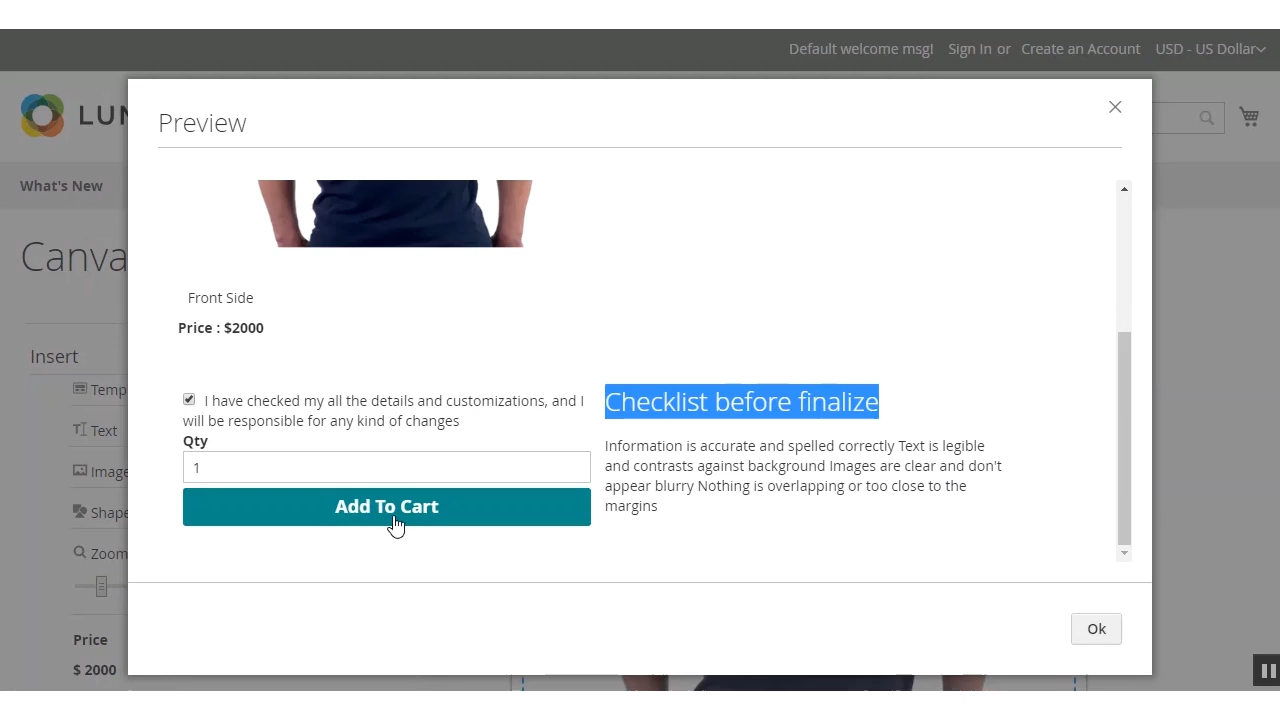 Default welcome msg! Sign In or Create an Account USD - US Dollar
LUM
Preview
What's New
Canva
Front Side
Price : $2000
Insert
Temp
Text
Image
Shape
Zoom
Price
$ 2000
I have checked my all the details and customizations, and I
will be responsible for any kind of changes
Qty
1
Add To Cart
Checklist before finalize
Information is accurate and spelled correctly Text is legible
and contrasts against background Images are clear and don't
appear blurry Nothing is overlapping or too close to the
margins
Ok